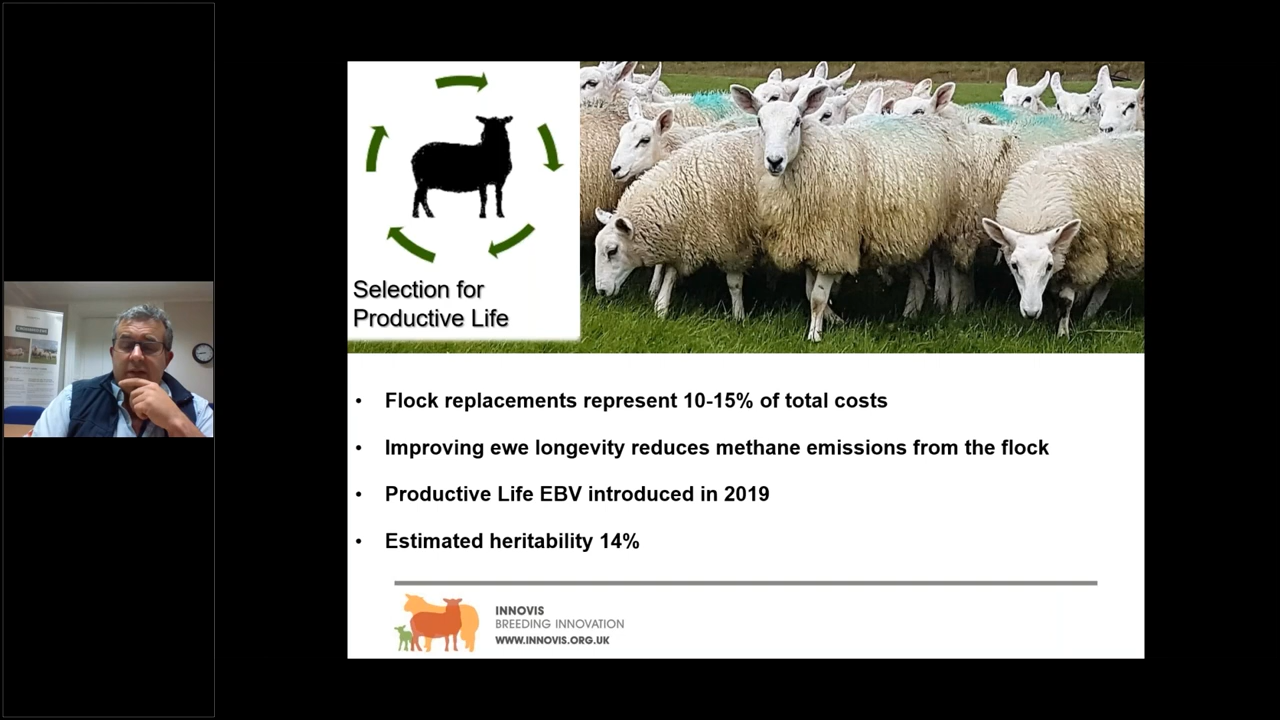 Selection for
Productive Life
• Flock replacements represent 10-15% of total costs
• Improving ewe longevity reduces methane emissions from the flock
• Productive Life EBV introduced in 2019
• Estimated heritability 14%
INNOVIS
BREEDING INNOVATION
WWW.INNOVIS.ORG.UK